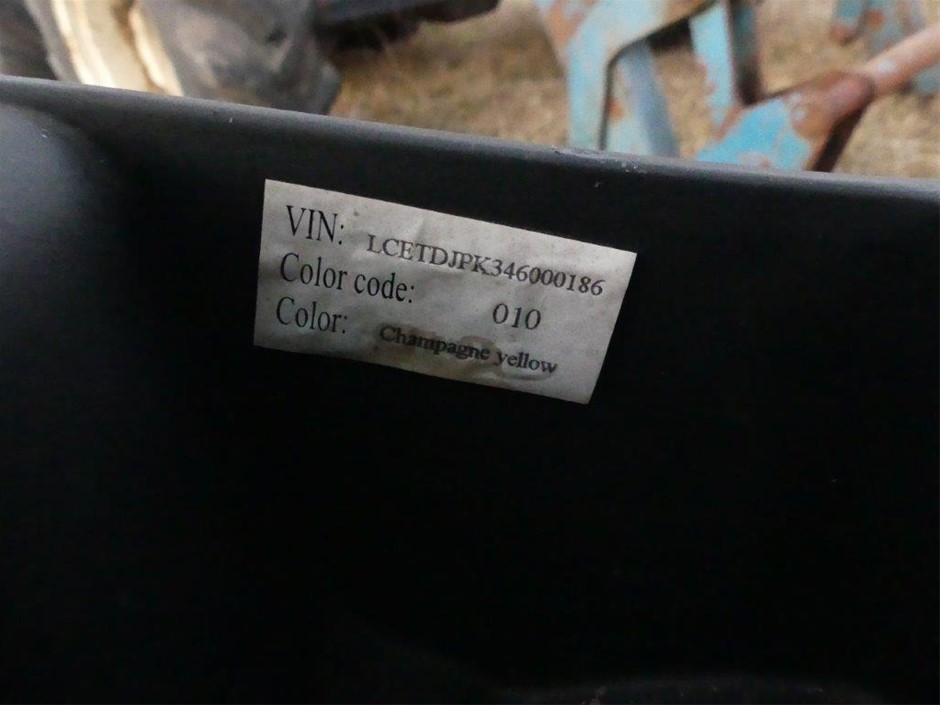 VIN: LCETDJPK346000186
Color code: 010
Color: Champagne yellow